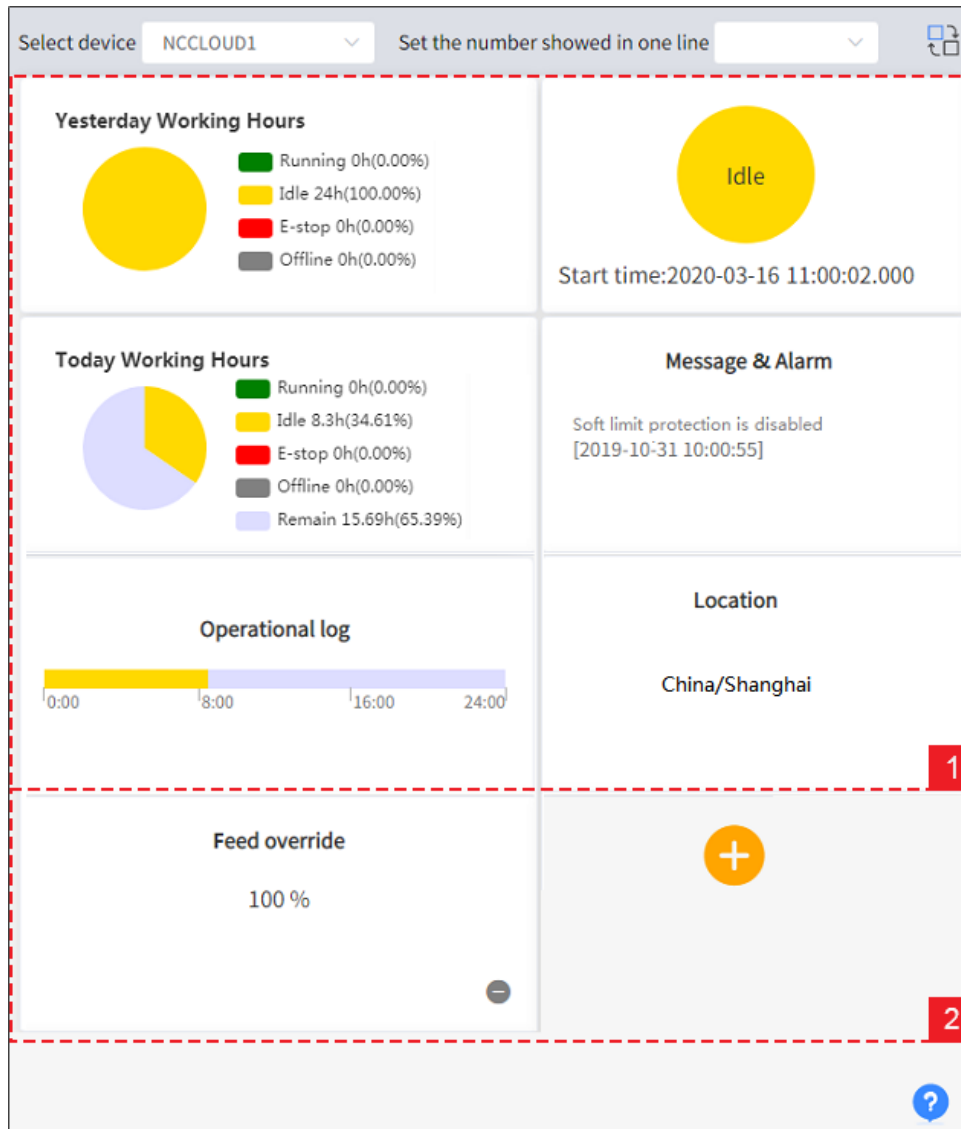 Select device NCCLOUD1 Set the number showed in one line
Yesterday Working Hours
Running 0h(0.00%)
Idle 24h(100.00%)
E-stop 0h(0.00%)
Offline 0h(0.00%)
Idle
Start time:2020-03-16 11:00:02.000
Today Working Hours
Running 0h(0.00%)
Idle 8.3h(34.61%)
E-stop 0h(0.00%)
Offline 0h(0.00%)
Remain 15.69h(65.39%)
Message & Alarm
Soft limit protection is disabled
[2019-10-31 10:00:55]
Operational log
0:00 8:00 16:00 24:00
Location
China/Shanghai
1
Feed override
100 %
2
?